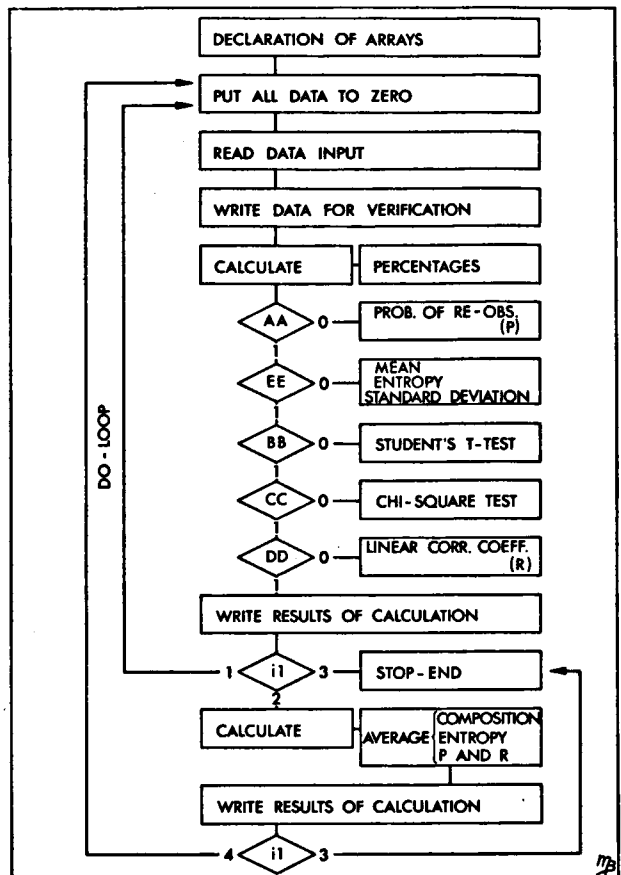 DECLARATION OF ARRAYS
PUT ALL DATA TO ZERO
READ DATA INPUT
WRITE DATA FOR VERIFICATION
CALCULATE PERCENTAGES
AA 0 PROB. OF RE-OBS.
(P)
1
EE 0 MEAN
ENTROPY
STANDARD DEVIATION
1
BB 0 STUDENT'S T-TEST
1
CC 0 CHI-SQUARE TEST
1
DD 0 LINEAR CORR. COEFF.
(R)
1
WRITE RESULTS OF CALCULATION
1 i1 3 STOP-END
2
CALCULATE AVERAGE COMPOSITION
ENTROPY
P AND R
WRITE RESULTS OF CALCULATION
4 i1 3
DO-LOOP